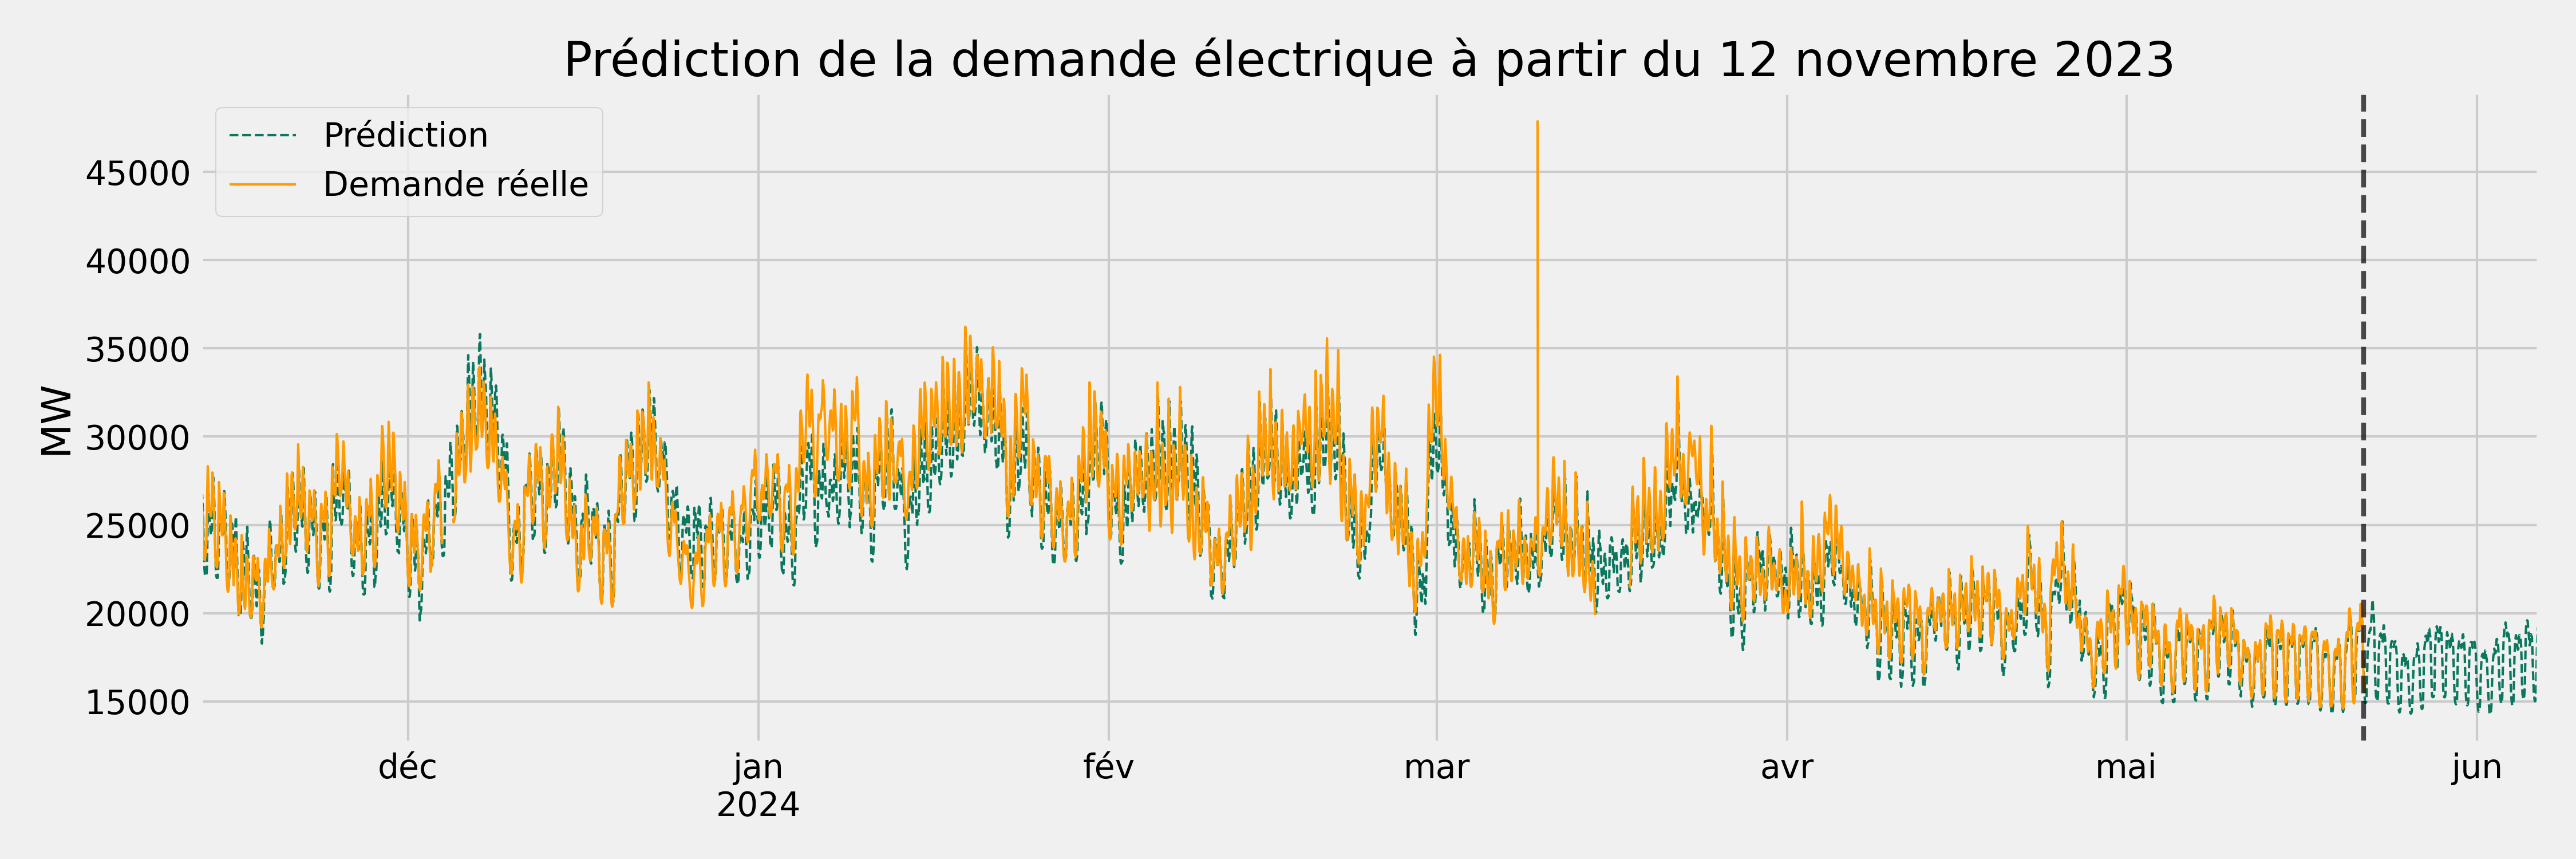 Prédiction de la demande électrique à partir du 12 novembre 2023
Prédiction
Demande réelle
MW
45000
40000
35000
30000
25000
20000
15000
déc
jan
2024
fév
mar
avr
mai
jun